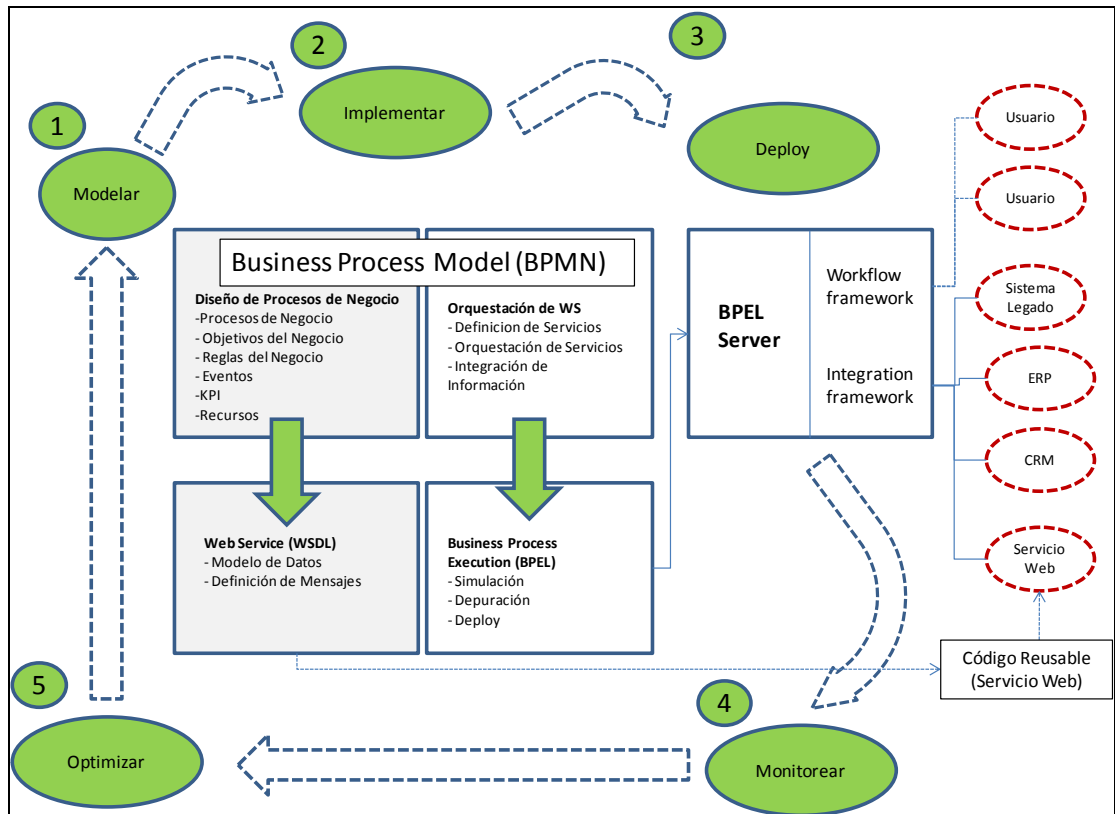 1
Modelar
2
Implementar
3
Deploy
Business Process Model (BPMN)
Diseño de Procesos de Negocio
-Procesos de Negocio
- Objetivos del Negocio
- Reglas del Negocio
- Eventos
-KPI
-Recursos
Orquestación de WS
- Definicion de Servicios
- Orquestación de Servicios
- Integración de
Información
Web Service (WSDL)
- Modelo de Datos
- Definición de Mensajes
Business Process
Execution (BPEL)
- Simulación
- Depuración
- Deploy
BPEL
Server
Workflow
framework
Integration
framework
Usuario
Usuario
Sistema
Legado
ERP
CRM
Servicio
Web
Código Reusable
(Servicio Web)
4
Monitorear
5
Optimizar